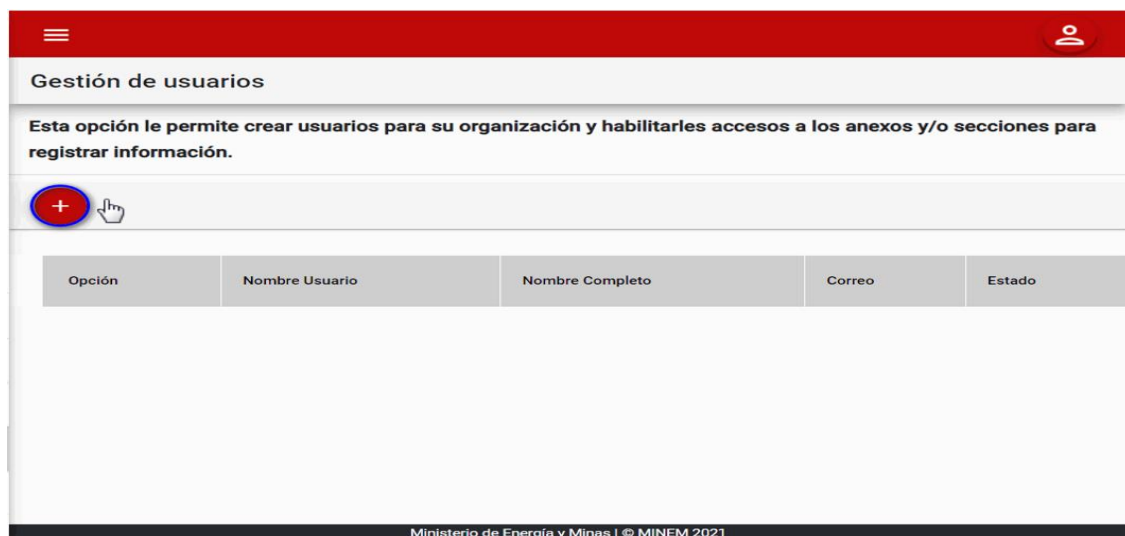 Gestión de usuarios
Esta opción le permite crear usuarios para su organización y habilitarles accesos a los anexos y/o secciones para
registrar información.
+
Opción Nombre Usuario Nombre Completo Correo Estado
Ministerio de Energía y Minas | © MINEM 2021